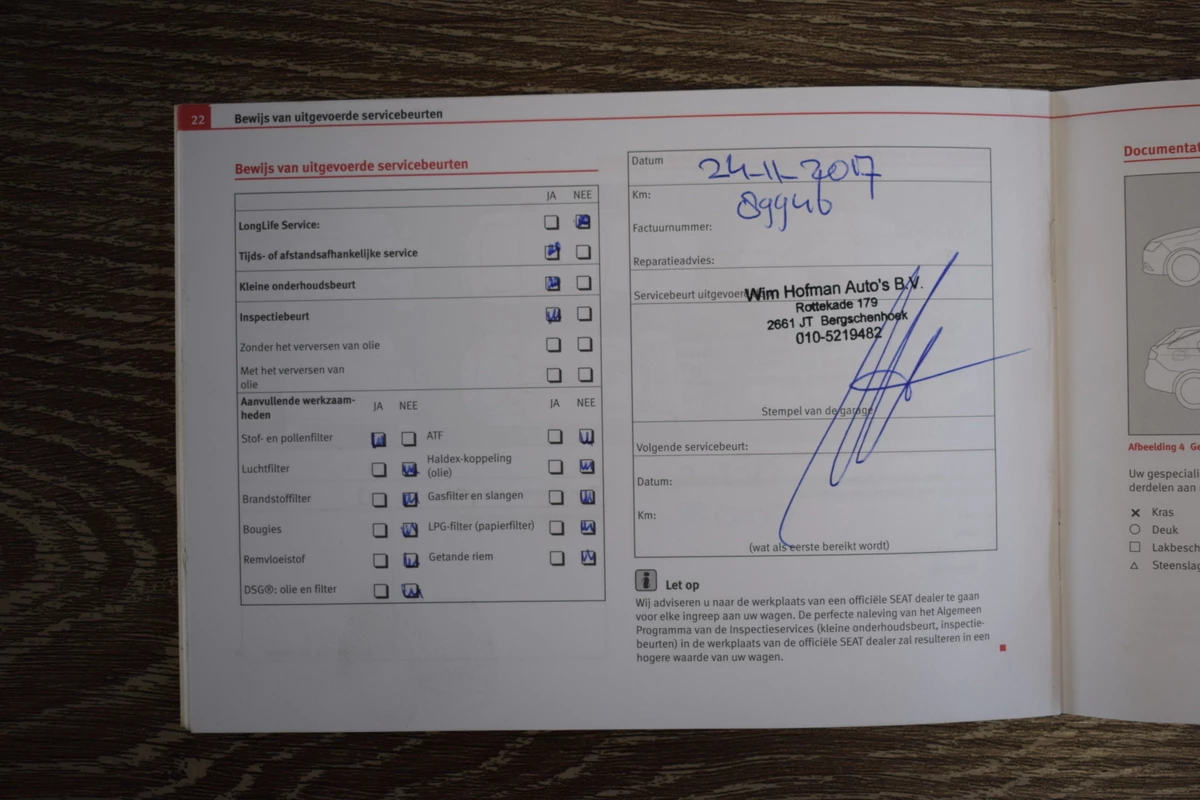 22 Bewijs van uitgevoerde servicebeurten
Bewijs van uitgevoerde servicebeurten
JA NEE
LongLife Service:
Tijds- of afstandsafhankelijke service
Kleine onderhoudsbeurt
Inspectiebeurt
Zonder het verversen van olie
Met het verversen van
olie
Aanvullende werkzaam-
heden
JA NEE JA NEE
Stof- en pollenfilter ATF
Luchtfilter Haldex-koppeling
(olie)
Brandstoffilter Gasfilter en slangen
Bougies LPG-filter (papierfilter)
Remvloeistof Getande riem
DSG®: olie en filter
Datum 24-11-2017
Km: 89946
Factuurnummer:
Reparatieadvies:
Servicebeurt
Wim Hofman Auto's B.V.
Rottekade 179
2661 JT Bergschenhoek
010-5219482
Stempel van de garage
Volgende servicebeurt:
Datum:
Km:
(wat als eerste bereikt wordt)
i Let op
Wij adviseren u naar de werkplaats van een officiële SEAT dealer te gaan
voor elke ingreep aan uw wagen. De perfecte naleving van het Algemeen
Programma van de Inspectieservices (kleine onderhoudsbeurt, inspectie-
beurten) in de werkplaats van de officiële SEAT dealer zal resulteren in een
hogere waarde van uw wagen.
Documentat
Afbeelding 4 Ge
Uw gespeciali
derdelen aan
Kras
Deuk
Lakbesch
Steenslag